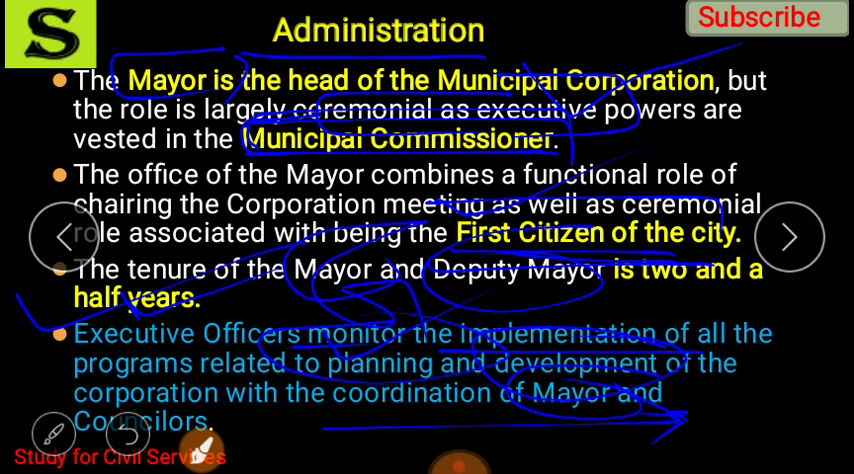 S
Administration
Subscribe
The Mayor is the head of the Municipal Corporation, but
the role is largely ceremonial as executive powers are
vested in the Municipal Commissioner.
The office of the Mayor combines a functional role of
chairing the Corporation meeting as well as ceremonial
role associated with being the First Citizen of the city.
The tenure of the Mayor and Deputy Mayor is two and a
half years.
Executive Officers monitor the implementation of all the
programs related to planning and development of the
corporation with the coordination of Mayor and
Councilors.
Study for Civil Services